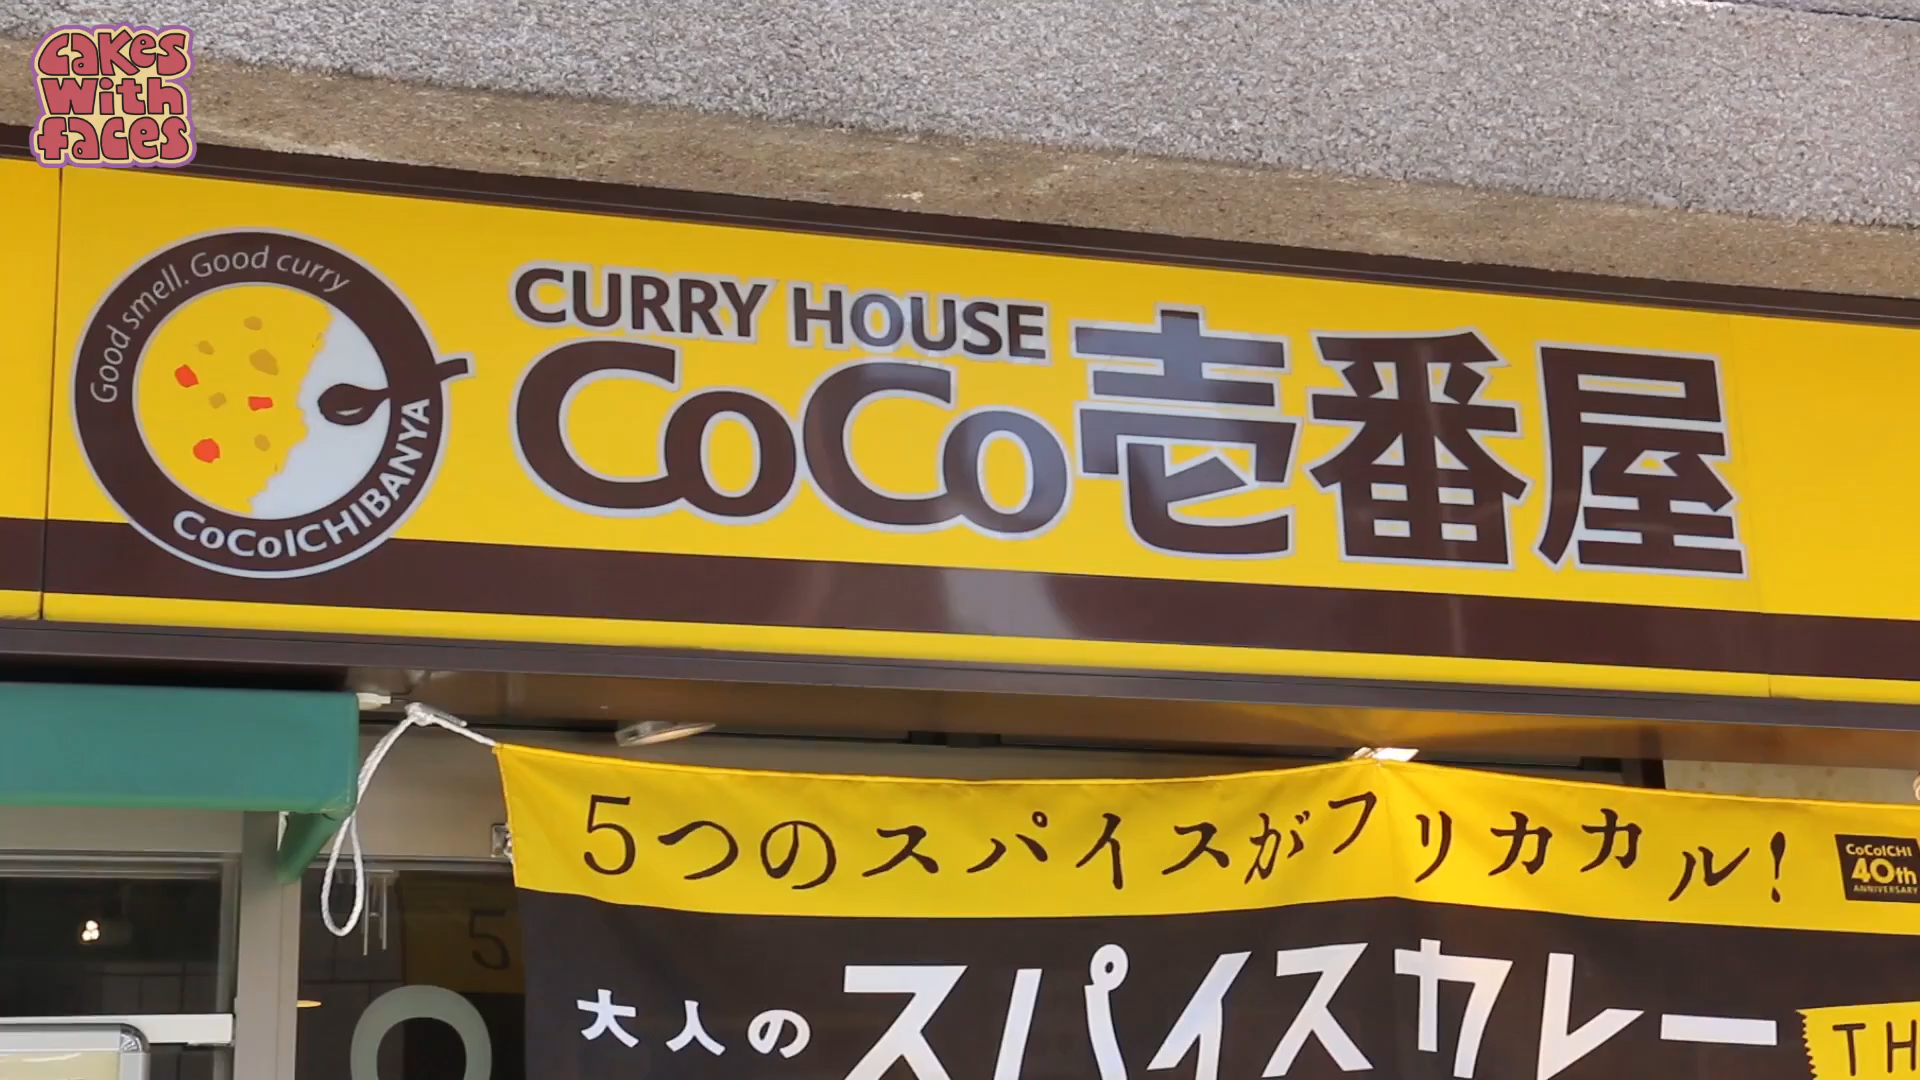 cakes
with
faces
Good smell. Good curry
CoCoICHIBANYA
CURRY HOUSE
CoCo壱番屋
5つのスパイスがフリカカル!
CoCoICHI
40th
ANNIVERSARY
5
大人のスパイスカレー
TH